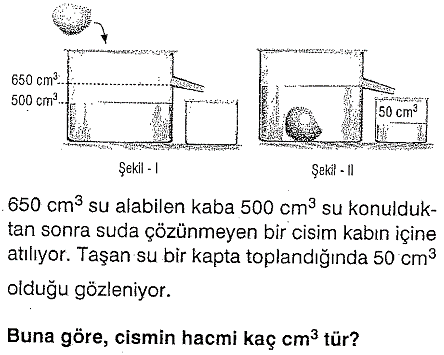 650 cm³
500 cm³
50 cm³
Şekil - I
Şekil - II
650 cm³ su alabilen kaba 500 cm³ su konulduk-
tan sonra suda çözünmeyen bir cisim kabın içine
atılıyor. Taşan su bir kapta toplandığında 50 cm³
olduğu gözleniyor.
Buna göre, cismin hacmi kaç cm³ tür?